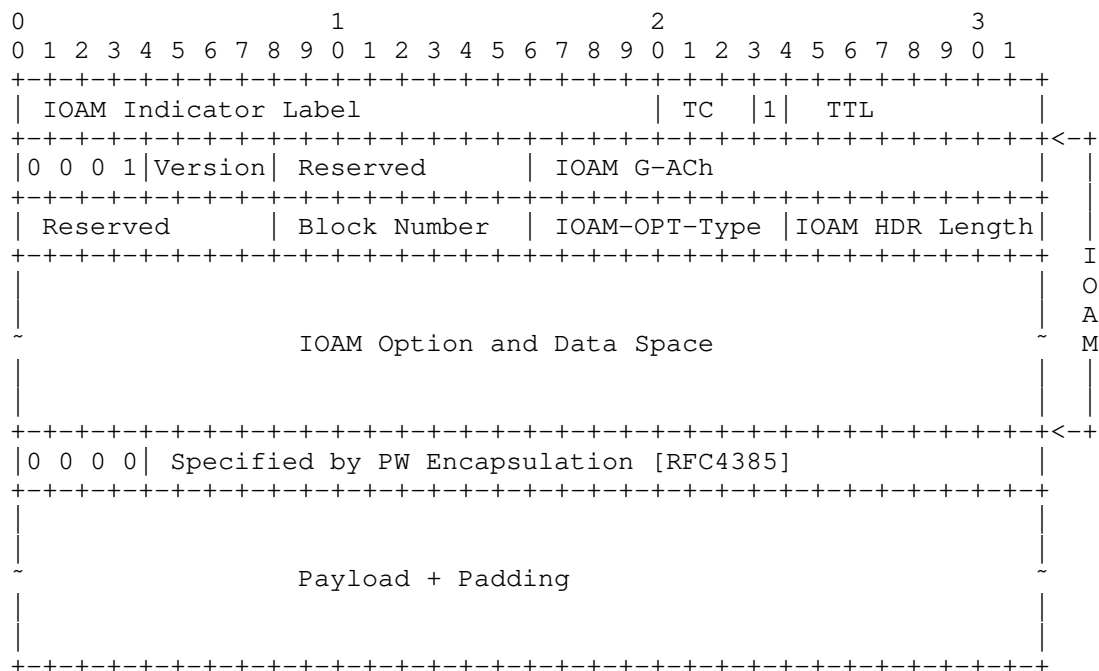 0                   1                   2                   3
0 1 2 3 4 5 6 7 8 9 0 1 2 3 4 5 6 7 8 9 0 1 2 3 4 5 6 7 8 9 0 1
+-+-+-+-+-+-+-+-+-+-+-+-+-+-+-+-+-+-+-+-+-+-+-+-+-+-+-+-+-+-+-+-+
| IOAM Indicator Label                  | TC  |1|  TTL          |
+-+-+-+-+-+-+-+-+-+-+-+-+-+-+-+-+-+-+-+-+-+-+-+-+-+-+-+-+-+-+-+-+<-+
|0 0 0 1|Version| Reserved      | IOAM G-ACh                    |  |
+-+-+-+-+-+-+-+-+-+-+-+-+-+-+-+-+-+-+-+-+-+-+-+-+-+-+-+-+-+-+-+-+  |
| Reserved      | Block Number  | IOAM-OPT-Type |IOAM HDR Length|  |
+-+-+-+-+-+-+-+-+-+-+-+-+-+-+-+-+-+-+-+-+-+-+-+-+-+-+-+-+-+-+-+-+  I
|                                                               |  O
|                                                               |  A
~                 IOAM Option and Data Space                    ~  M
|                                                               |  |
|                                                               |  |
+-+-+-+-+-+-+-+-+-+-+-+-+-+-+-+-+-+-+-+-+-+-+-+-+-+-+-+-+-+-+-+-+<-+
|0 0 0 0| Specified by PW Encapsulation [RFC4385]               |
+-+-+-+-+-+-+-+-+-+-+-+-+-+-+-+-+-+-+-+-+-+-+-+-+-+-+-+-+-+-+-+-+
|                                                               |
|                                                               |
~                 Payload + Padding                             ~
|                                                               |
|                                                               |
+-+-+-+-+-+-+-+-+-+-+-+-+-+-+-+-+-+-+-+-+-+-+-+-+-+-+-+-+-+-+-+-+